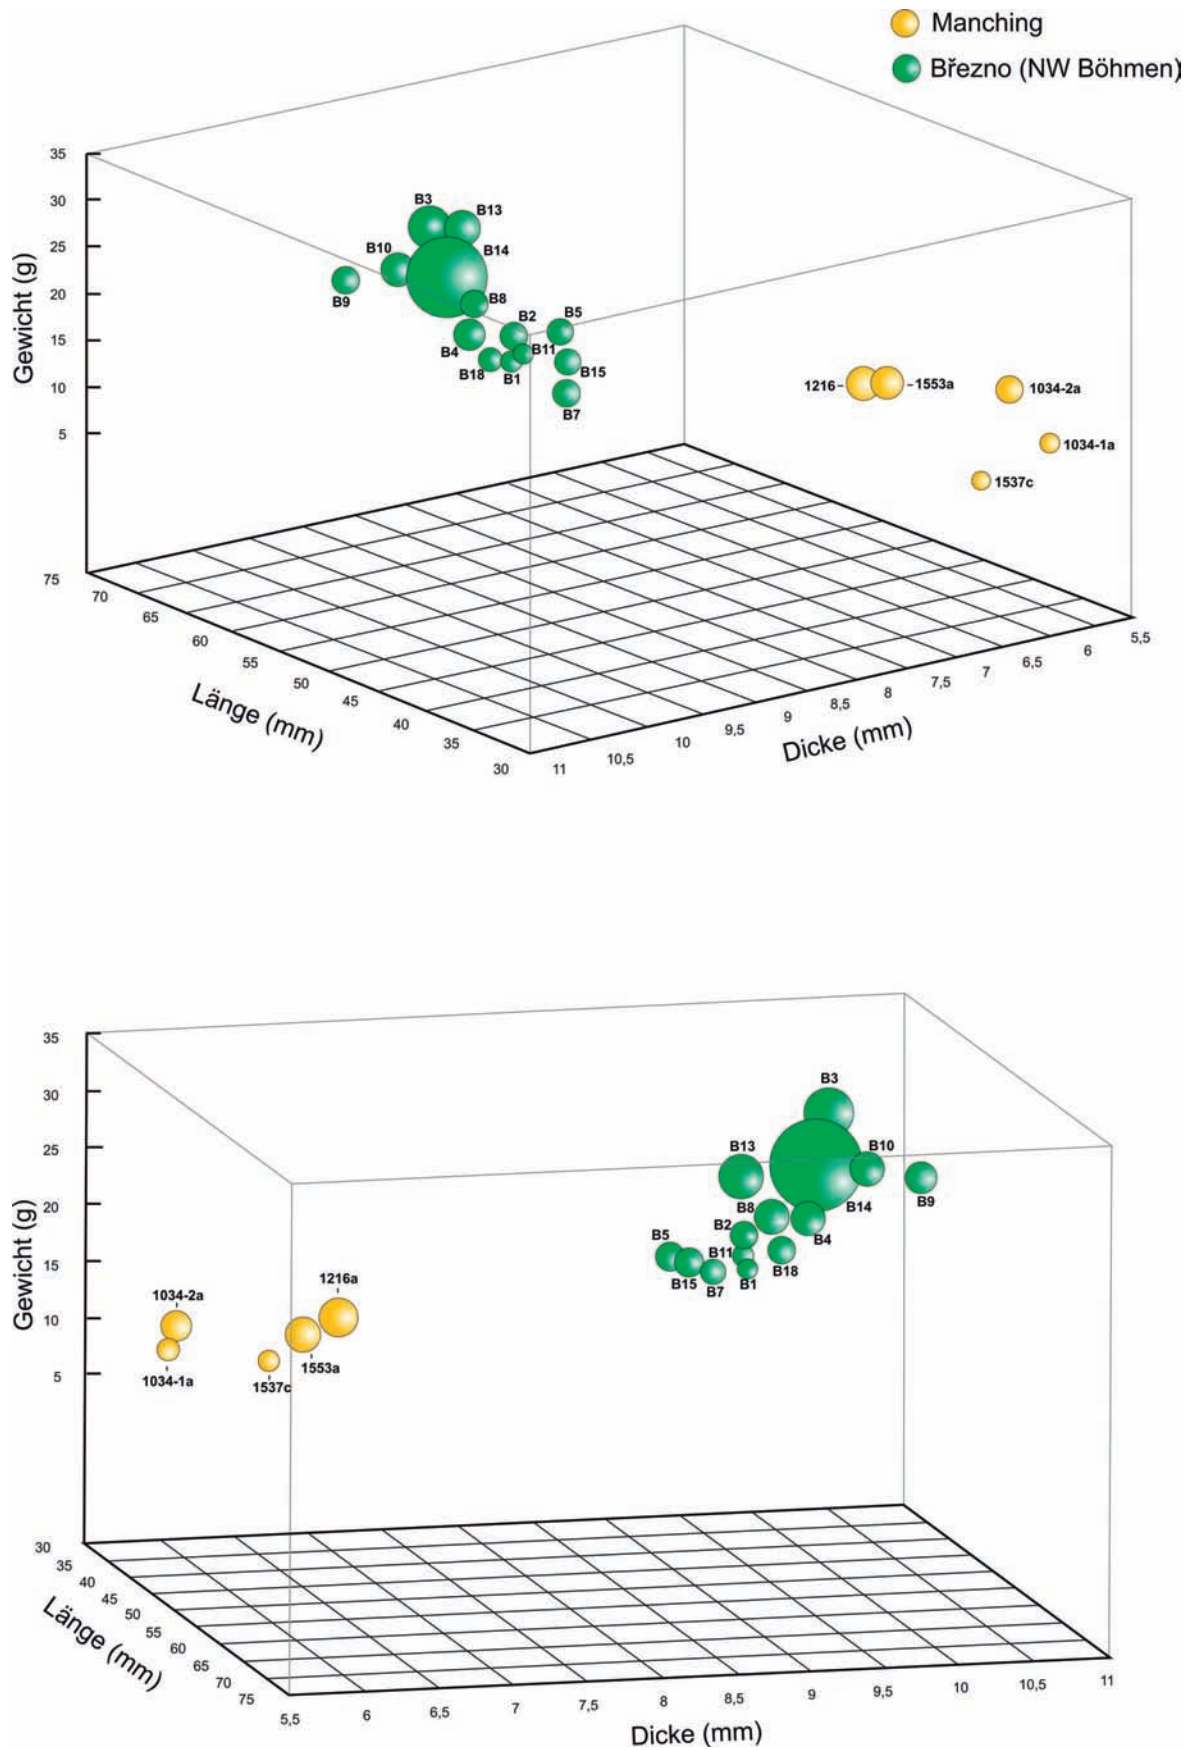 Manching
Březno (NW Böhmen)
35
30
25
20
15
10
5
Gewicht (g)
B3
B13
B10
B14
B9
B8
B2
B5
B4
B11
B18
B1
B15
B7
1216
1553a
1034-2a
1034-1a
1537c
75
70
65
60
55
50
45
40
35
30
Länge (mm)
11
10,5
10
9,5
9
8,5
8
7,5
7
6,5
6
5,5
Dicke (mm)
35
30
25
20
15
10
5
Gewicht (g)
B3
B13
B10
B14
B9
B8
B2
B4
B5
B11
B15
B7
B1
B18
1034-2a
1216a
1034-1a
1537c
1553a
30
35
40
45
50
55
60
65
70
75
Länge (mm)
5,5
6
6,5
7
7,5
8
8,5
9
9,5
10
10,5
11
Dicke (mm)